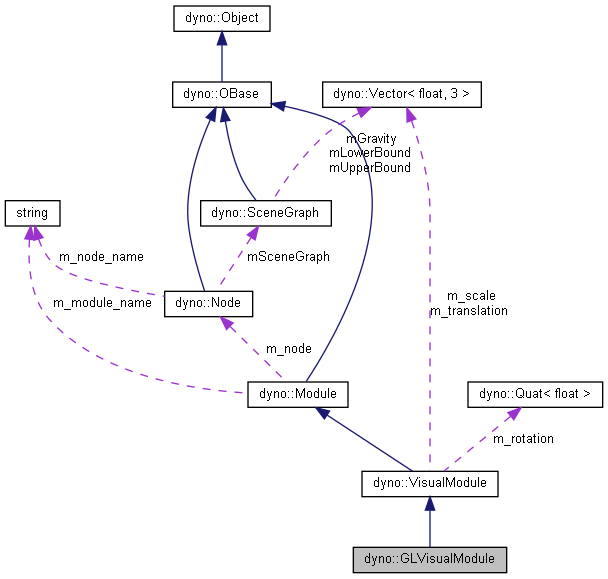 dyno::Object
dyno::OBase
dyno::Vector< float, 3 >
mGravity
mLowerBound
mUpperBound
string
dyno::SceneGraph
m_node_name
mSceneGraph
m_module_name
dyno::Node
m_scale
m_translation
m_node
dyno::Module
dyno::Quat< float >
m_rotation
dyno::VisualModule
dyno::GLVisualModule